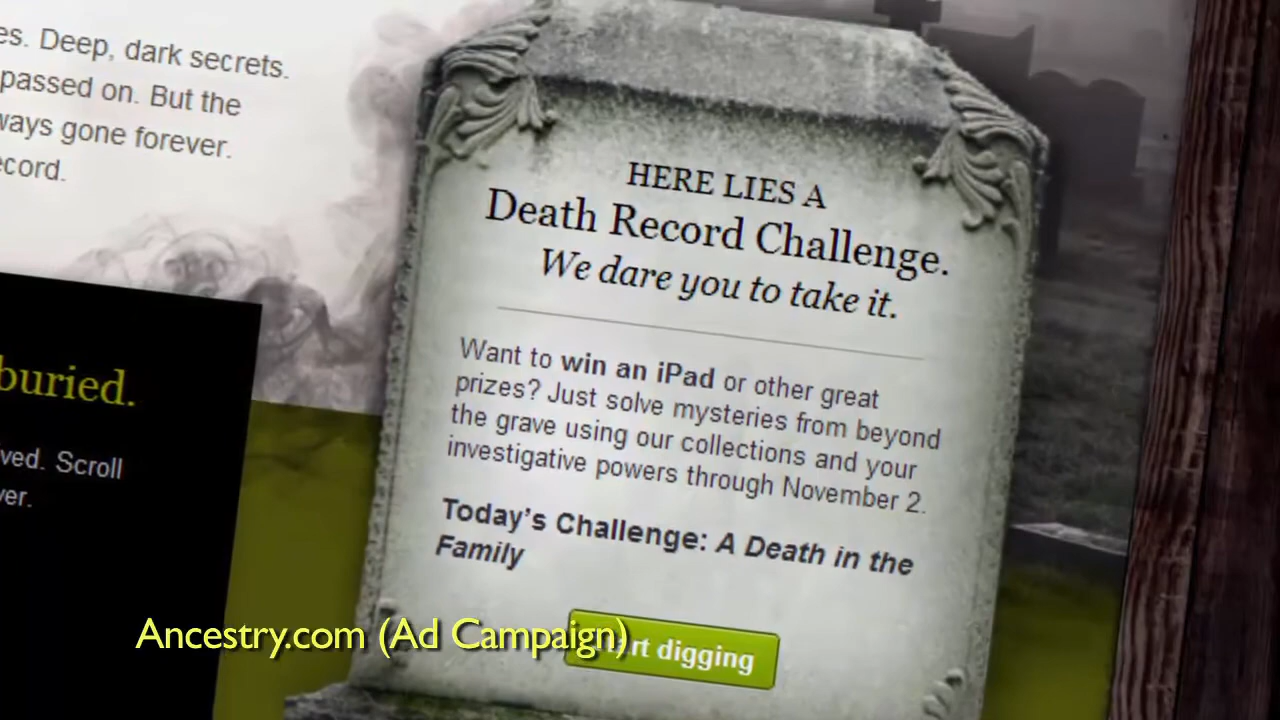 es. Deep, dark secrets.
passed on. But the
ways gone forever.
ecord.
HERE LIES A
Death Record Challenge.
We dare you to take it.
Want to win an iPad or other great
prizes? Just solve mysteries from beyond
the grave using our collections and your
investigative powers through November 2.
Today's Challenge: A Death in the
Family
buried.
ved. Scroll
ver.
Ancestry.com (Ad Campaign)
art digging